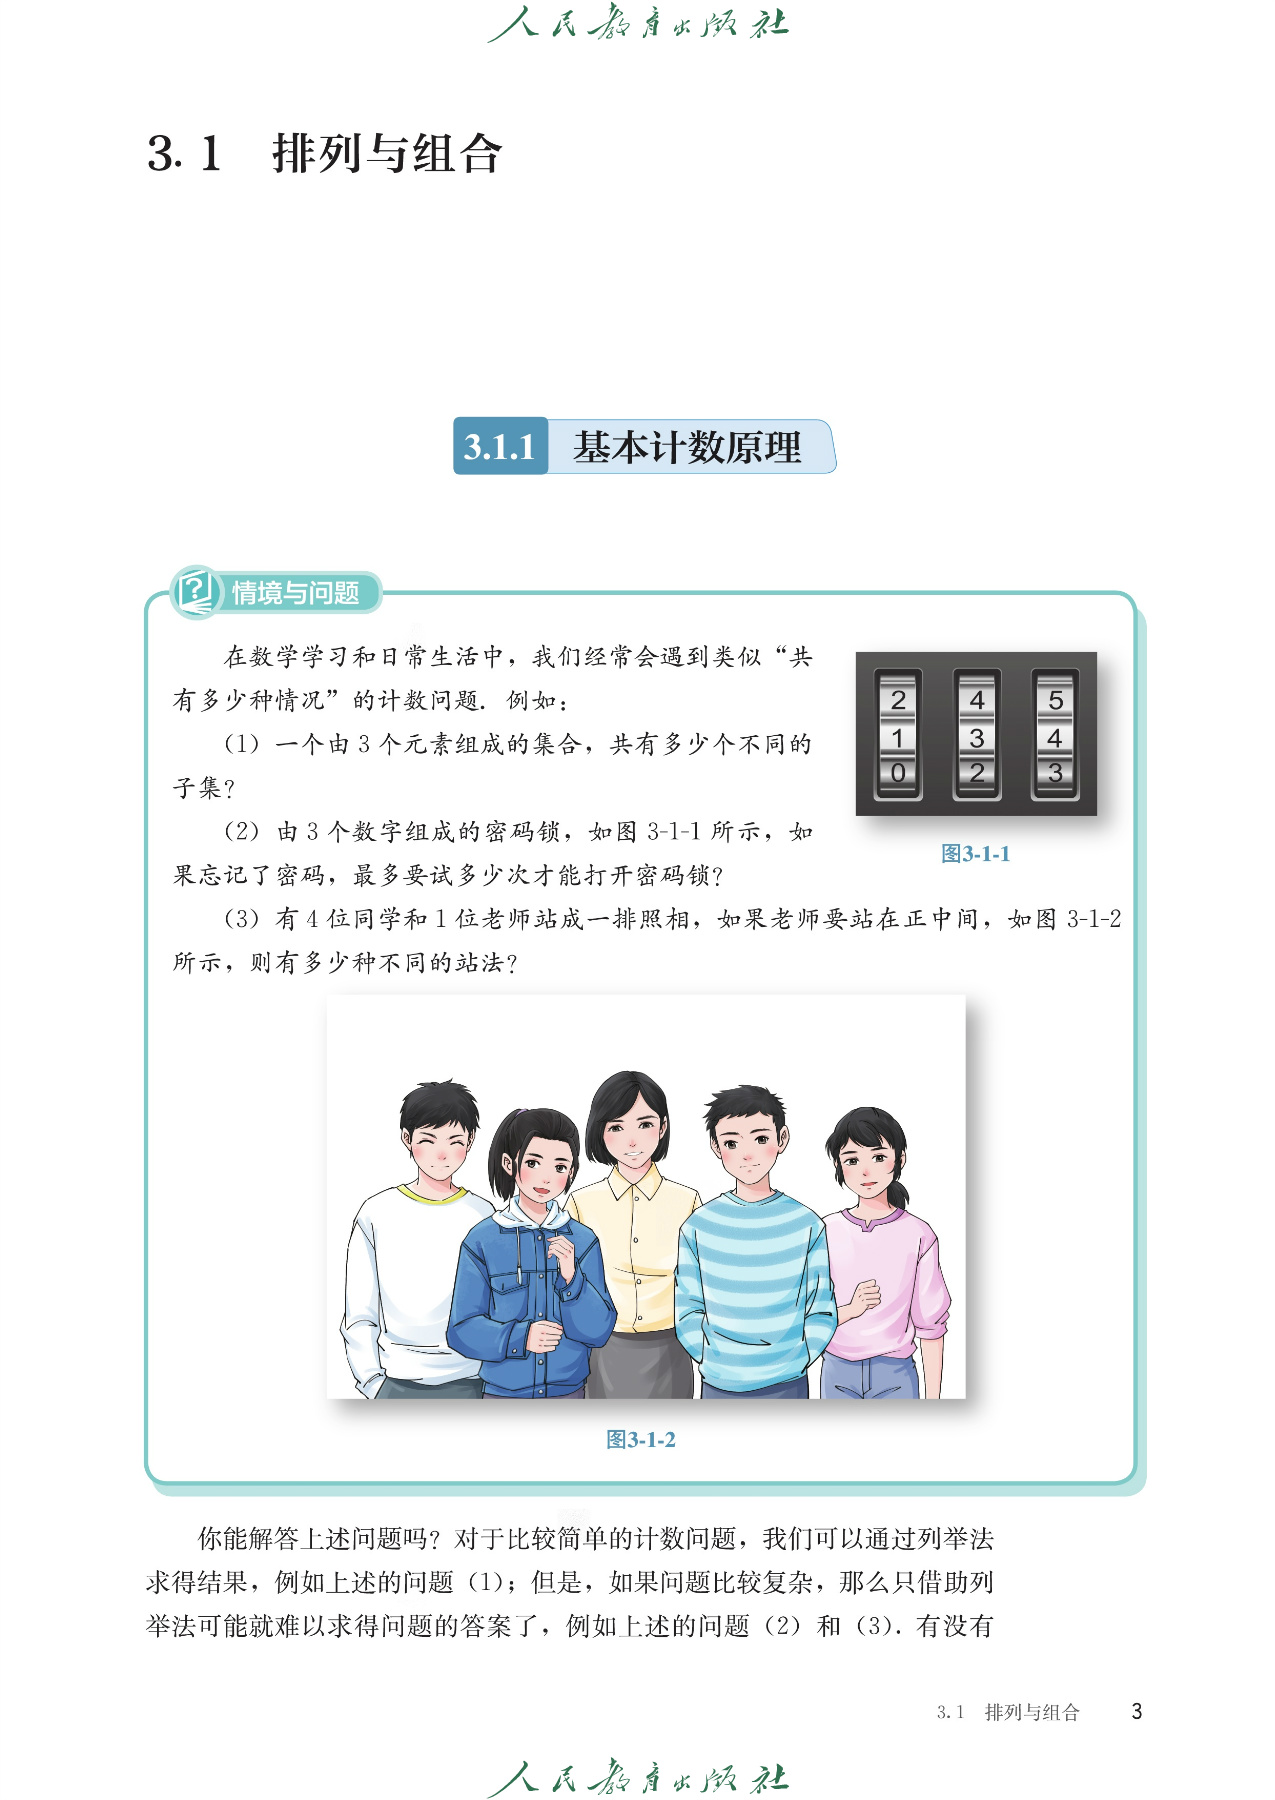 人民教育出版社
3.1 排列与组合
3.1.1 基本计数原理
情境与问题
在数学学习和日常生活中，我们经常会遇到类似“共
有多少种情况”的计数问题．例如：
（1）一个由 3 个元素组成的集合，共有多少个不同的
子集？
（2）由 3 个数字组成的密码锁，如图 3-1-1 所示，如
果忘记了密码，最多要试多少次才能打开密码锁？
2 4 5
1 3 4
0 2 3
图3-1-1
（3）有 4 位同学和 1 位老师站成一排照相，如果老师要站在正中间，如图 3-1-2
所示，则有多少种不同的站法？
图3-1-2
你能解答上述问题吗？对于比较简单的计数问题，我们可以通过列举法
求得结果，例如上述的问题（1）；但是，如果问题比较复杂，那么只借助列
举法可能就难以求得问题的答案了，例如上述的问题（2）和（3）．有没有
3.1 排列与组合 3
人民教育出版社